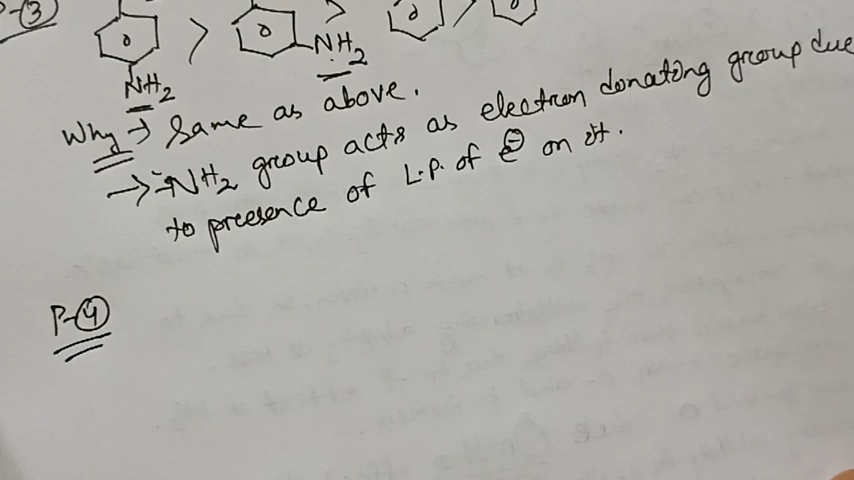 P-③
> > >
NH2
NH2
Why → Same as above.
→ -N̈H2 group acts as electron donating group due
to presence of L.P. of e⊖ on it.
P-④